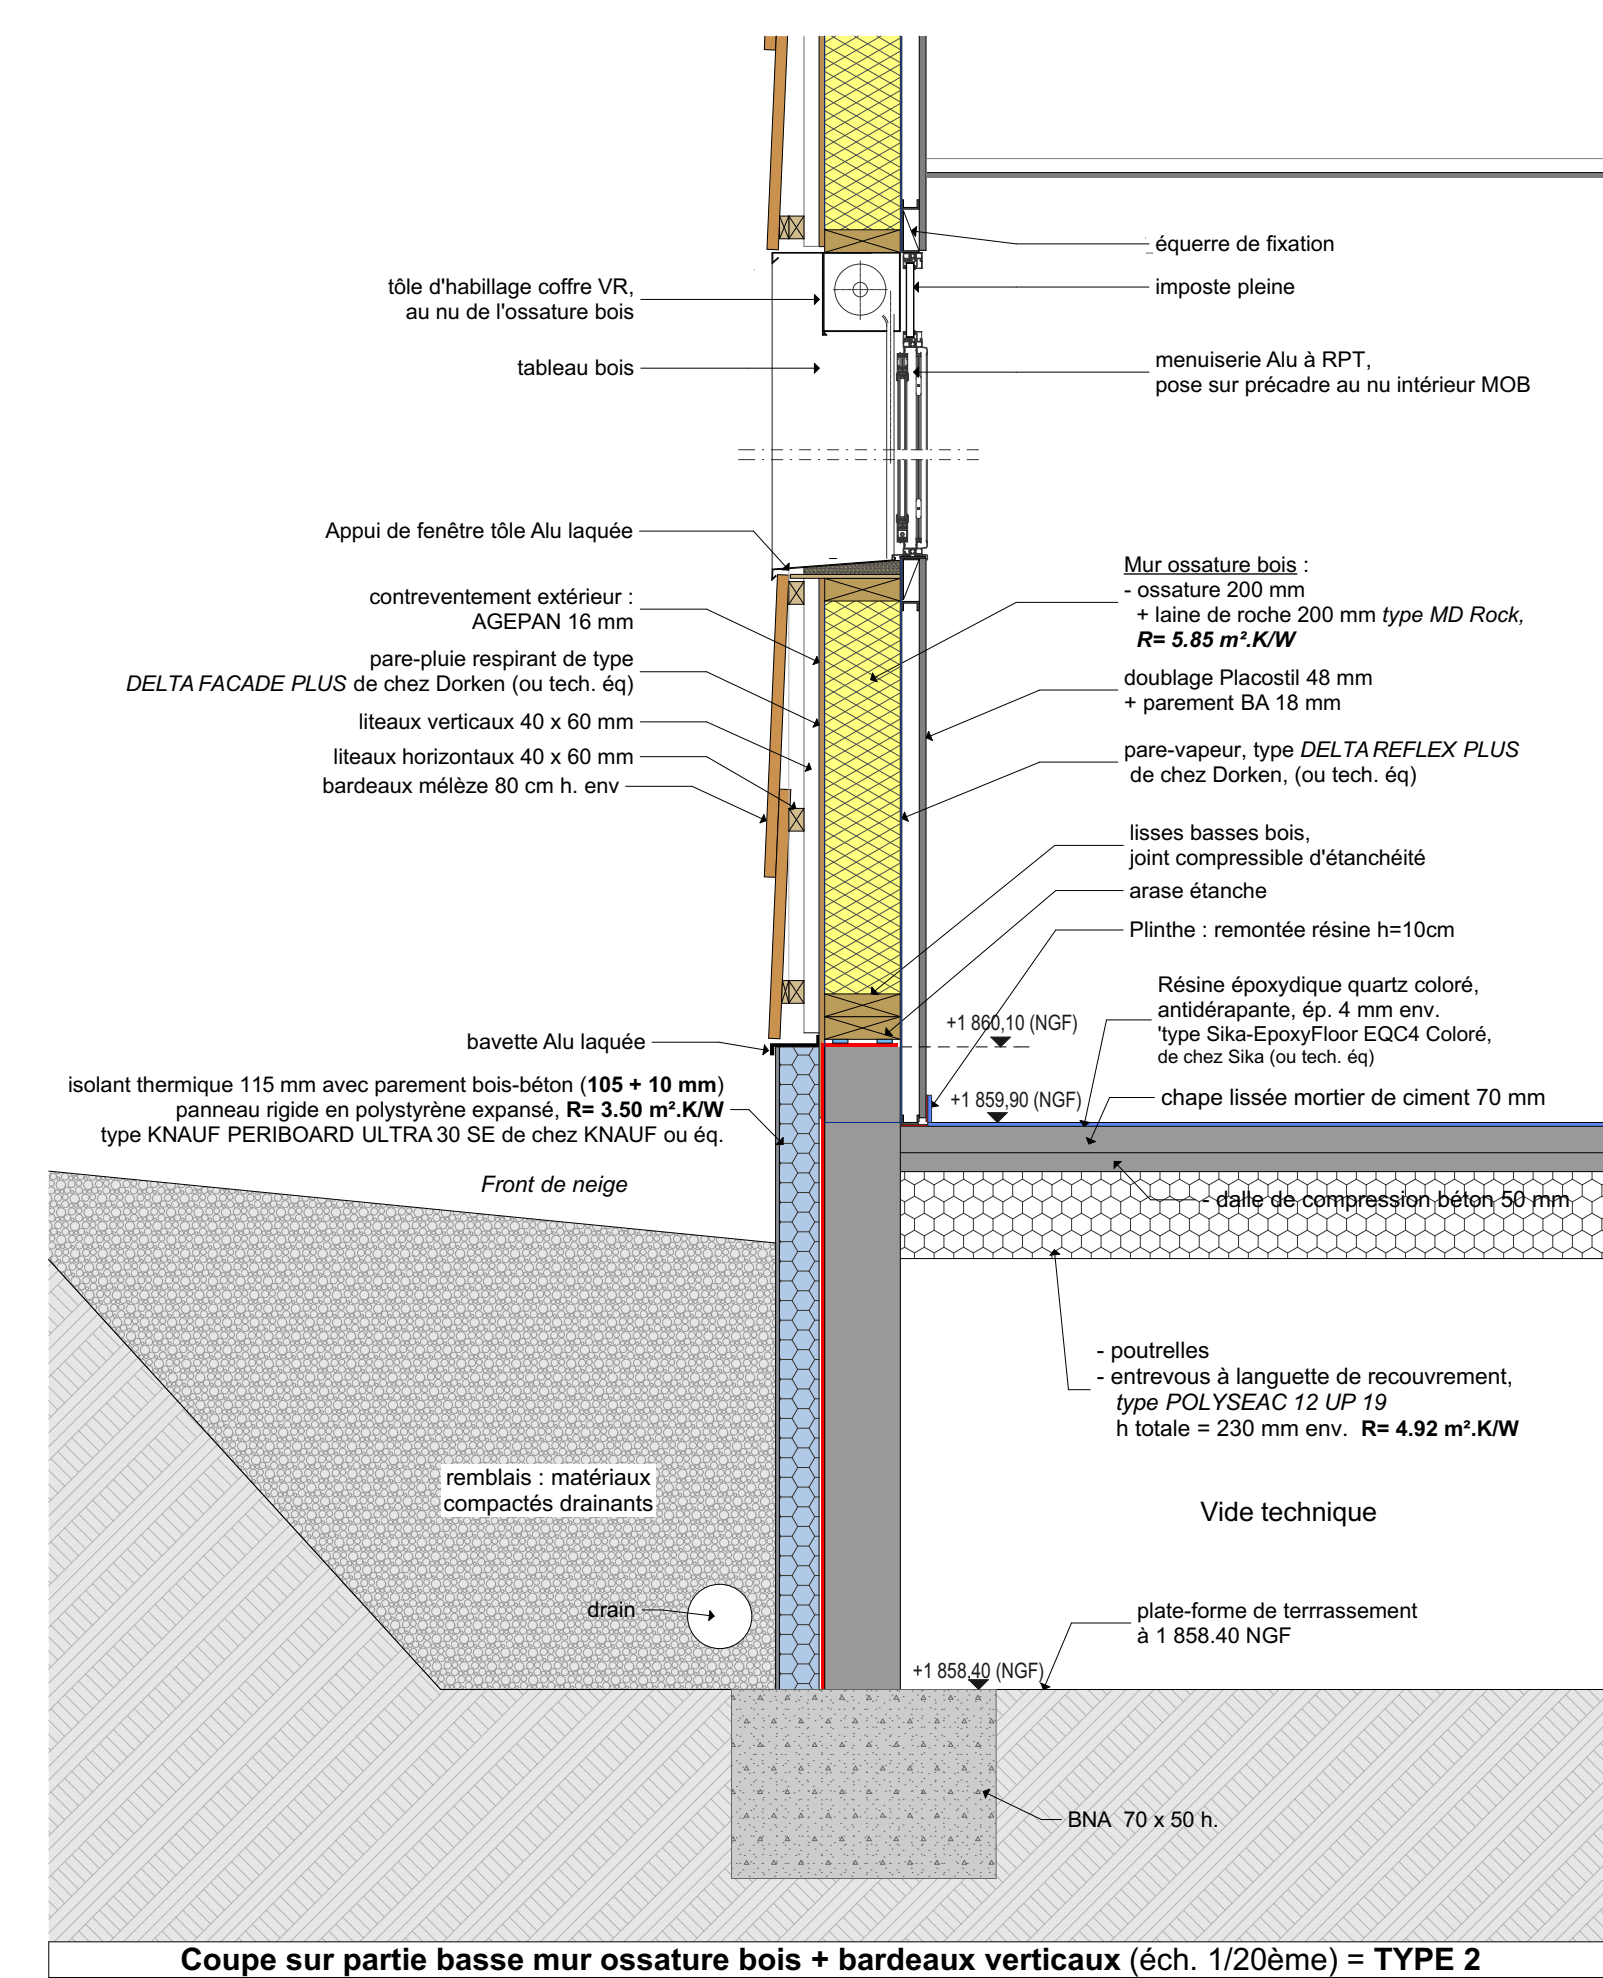 équerre de fixation
tôle d'habillage coffre VR,
au nu de l'ossature bois
imposte pleine
tableau bois
menuiserie Alu à RPT,
pose sur précadre au nu intérieur MOB
Appui de fenêtre tôle Alu laquée
contreventement extérieur :
AGEPAN 16 mm
pare-pluie respirant de type
DELTA FACADE PLUS de chez Dorken (ou tech. éq)
liteaux verticaux 40 x 60 mm
liteaux horizontaux 40 x 60 mm
bardeaux mélèze 80 cm h. env
Mur ossature bois :
- ossature 200 mm
+ laine de roche 200 mm type MD Rock,
R= 5.85 m².K/W
doublage Placostil 48 mm
+ parement BA 18 mm
pare-vapeur, type DELTA REFLEX PLUS
de chez Dorken, (ou tech. éq)
lisses basses bois,
joint compressible d'étanchéité
arase étanche
Plinthe : remontée résine h=10cm
Résine époxydique quartz coloré,
antidérapante, ép. 4 mm env.
'type Sika-EpoxyFloor EQC4 Coloré,
de chez Sika (ou tech. éq)
+1 860,10 (NGF)
bavette Alu laquée
isolant thermique 115 mm avec parement bois-béton (105 + 10 mm)
panneau rigide en polystyrène expansé, R= 3.50 m².K/W
type KNAUF PERIBOARD ULTRA 30 SE de chez KNAUF ou éq.
+1 859,90 (NGF)
chape lissée mortier de ciment 70 mm
Front de neige
- dalle de compression béton 50 mm
- poutrelles
- entrevous à languette de recouvrement,
type POLYSEAC 12 UP 19
h totale = 230 mm env. R= 4.92 m².K/W
remblais : matériaux
compactés drainants
Vide technique
drain
plate-forme de terrrassement
à 1 858.40 NGF
+1 858,40 (NGF)
BNA 70 x 50 h.
Coupe sur partie basse mur ossature bois + bardeaux verticaux (éch. 1/20ème) = TYPE 2